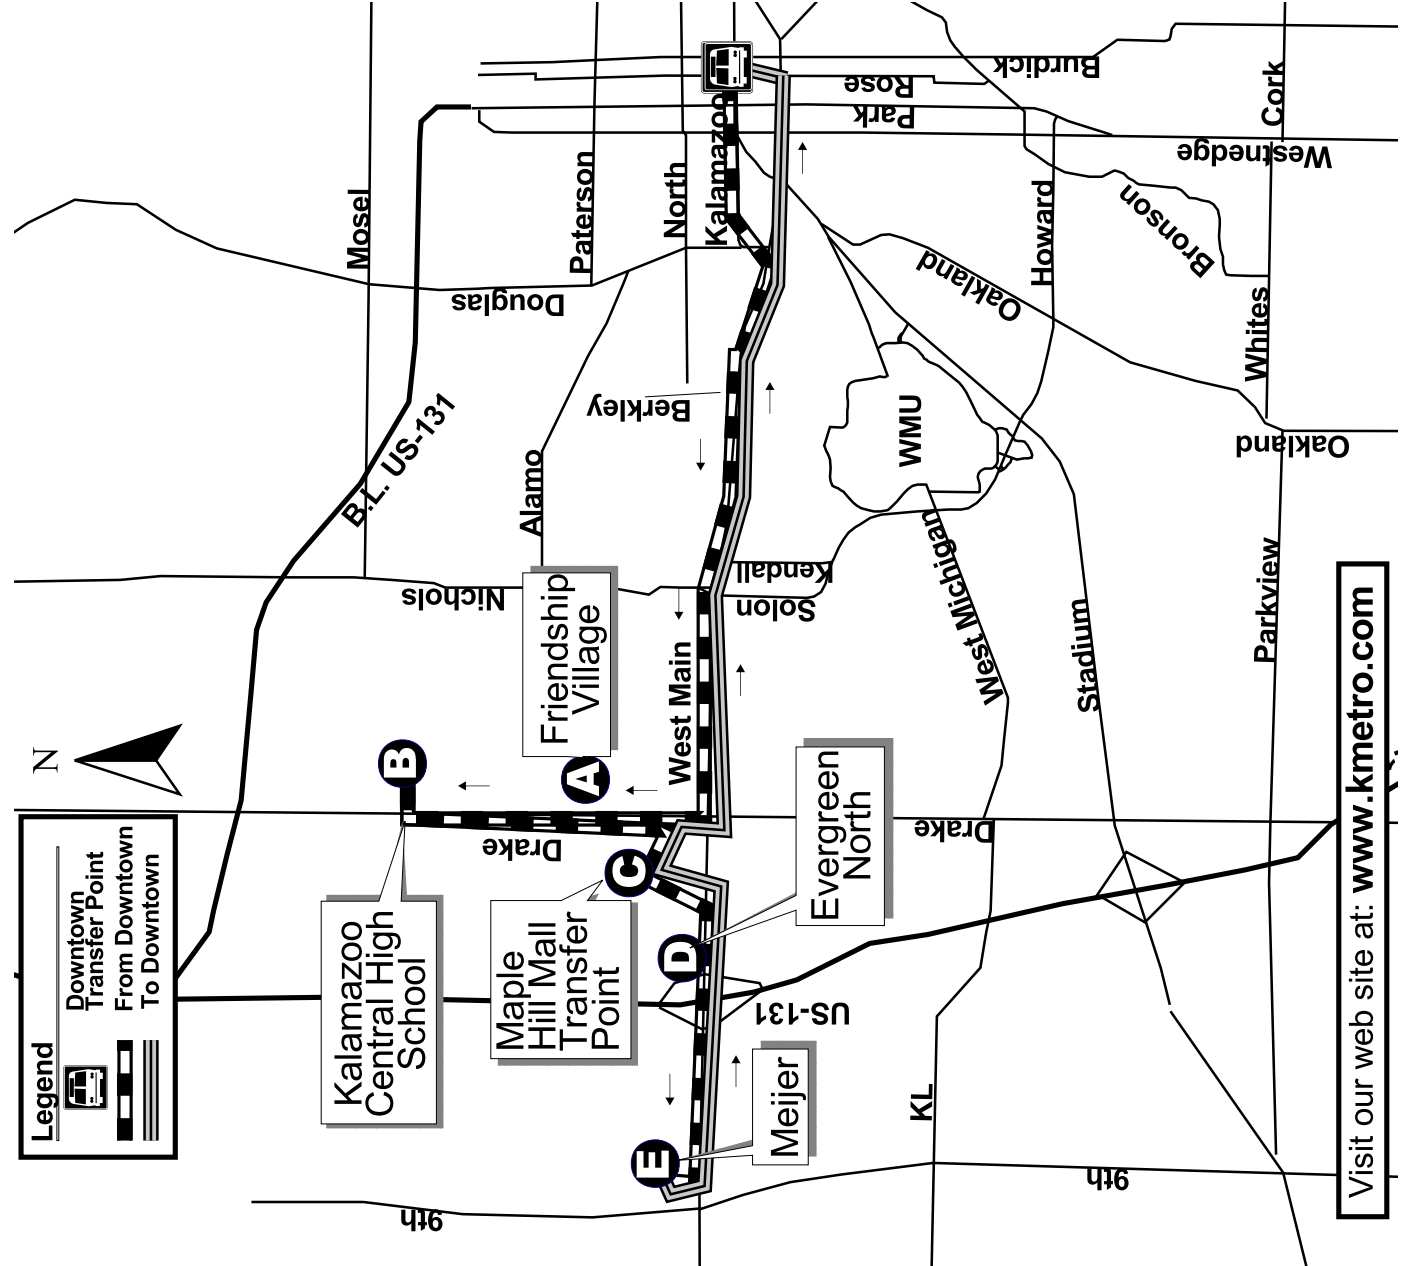 N
Legend
Downtown
Transfer Point
From Downtown
To Downtown
Mosel
B.L. US-131
Douglas
Nichols
Paterson
Alamo
North
Kalamazoo
Berkley
Burdick
Rose
Park
Westnedge
Cork
Howard
Bronson
Oakland
Whites
Oakland
WMU
Kendall
Solon
West Michigan
Stadium
Parkview
West Main
Friendship
Village
A
B
C
D
E
Drake
Drake
Evergreen
North
Kalamazoo
Central High
School
Maple
Hill Mall
Transfer
Point
US-131
Meijer
KL
9th
9th
Visit our web site at: www.kmetro.com